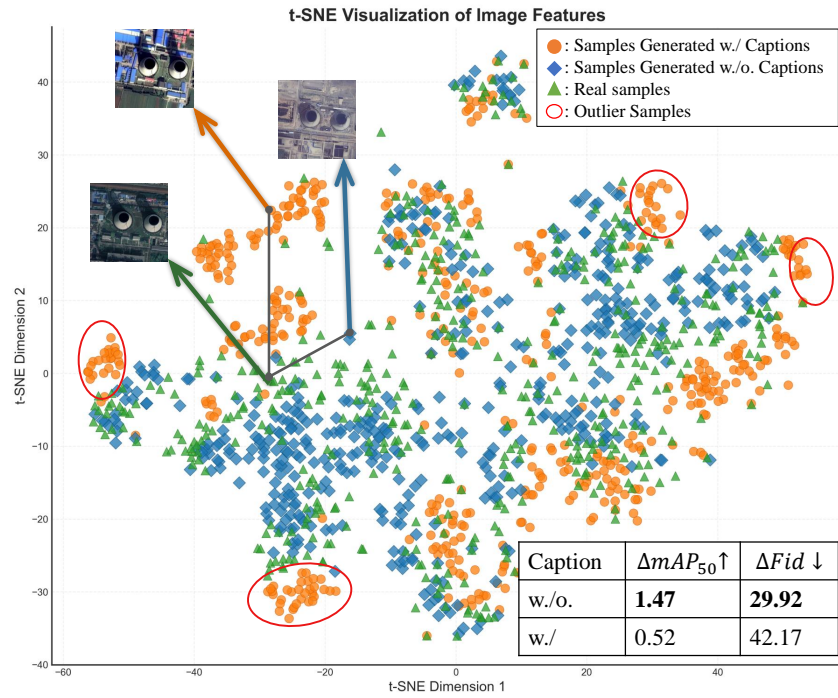 t-SNE Visualization of Image Features
: Samples Generated w./ Captions
: Samples Generated w./o. Captions
: Real samples
: Outlier Samples
t-SNE Dimension 2
40
30
20
10
0
−10
−20
−30
−40
Caption ΔmAP₅₀↑ ΔFid ↓
w./o. 1.47 29.92
w./ 0.52 42.17
−60 −40 −20 0 20 40
t-SNE Dimension 1